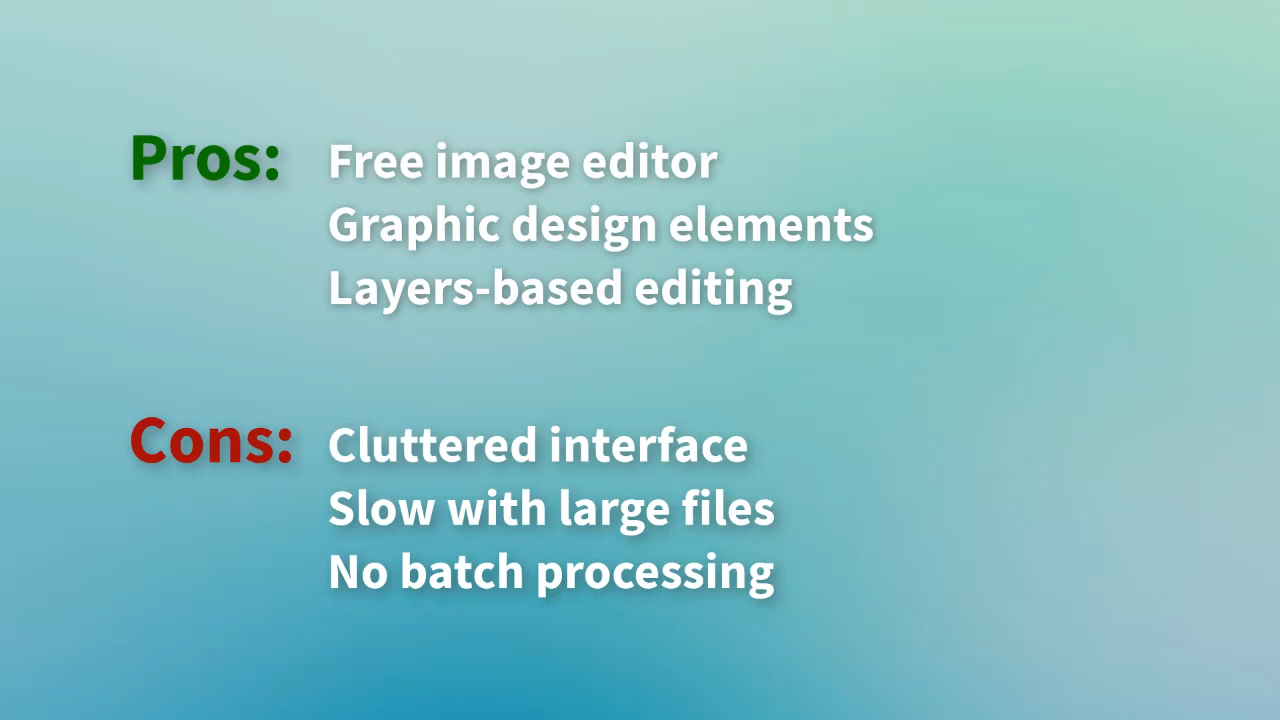 Pros: Free image editor
Graphic design elements
Layers-based editing
Cons: Cluttered interface
Slow with large files
No batch processing